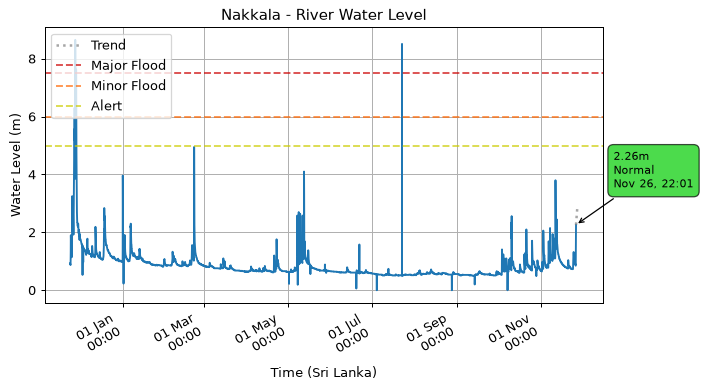 Nakkala - River Water Level
Trend
Major Flood
Minor Flood
Alert
8
6
4
2
0
Water Level (m)
2.26m
Normal
Nov 26, 22:01
01 Jan
00:00
01 Mar
00:00
01 May
00:00
01 Jul
00:00
01 Sep
00:00
01 Nov
00:00
Time (Sri Lanka)